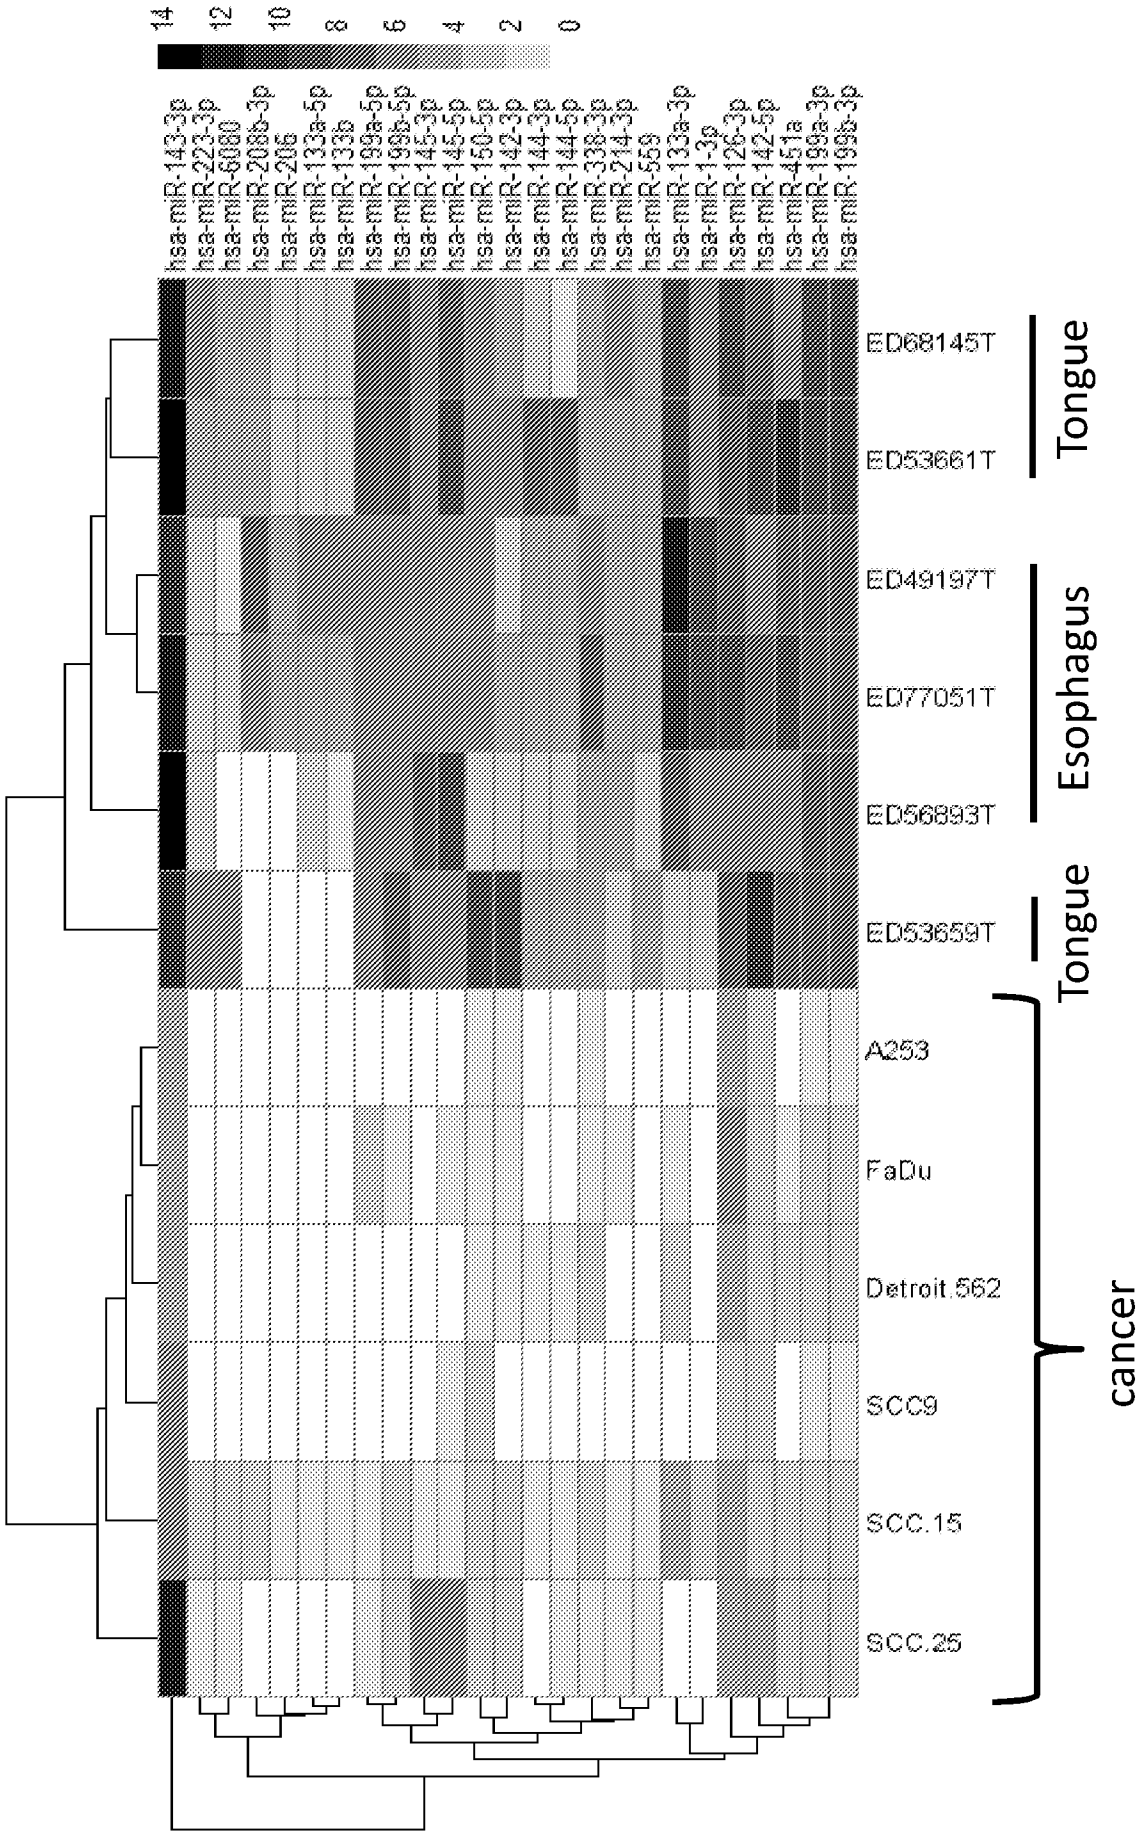 14
12
10
8
6
4
2
0
hsa-miR-143-3p
hsa-miR-223-3p
hsa-miR-6080
hsa-miR-208b-3p
hsa-miR-206
hsa-miR-133a-5p
hsa-miR-133b
hsa-miR-199a-5p
hsa-miR-199b-5p
hsa-miR-145-3p
hsa-miR-145-5p
hsa-miR-150-5p
hsa-miR-142-3p
hsa-miR-144-3p
hsa-miR-144-5p
hsa-miR-338-3p
hsa-miR-214-3p
hsa-miR-559
hsa-miR-133a-3p
hsa-miR-1-3p
hsa-miR-126-3p
hsa-miR-142-5p
hsa-miR-451a
hsa-miR-199a-3p
hsa-miR-199b-3p
ED68145T
ED53661T
ED49197T
ED77051T
ED56893T
ED53659T
A253
FaDu
Detroit.562
SCC9
SCC.15
SCC.25
Tongue
Esophagus
Tongue
cancer